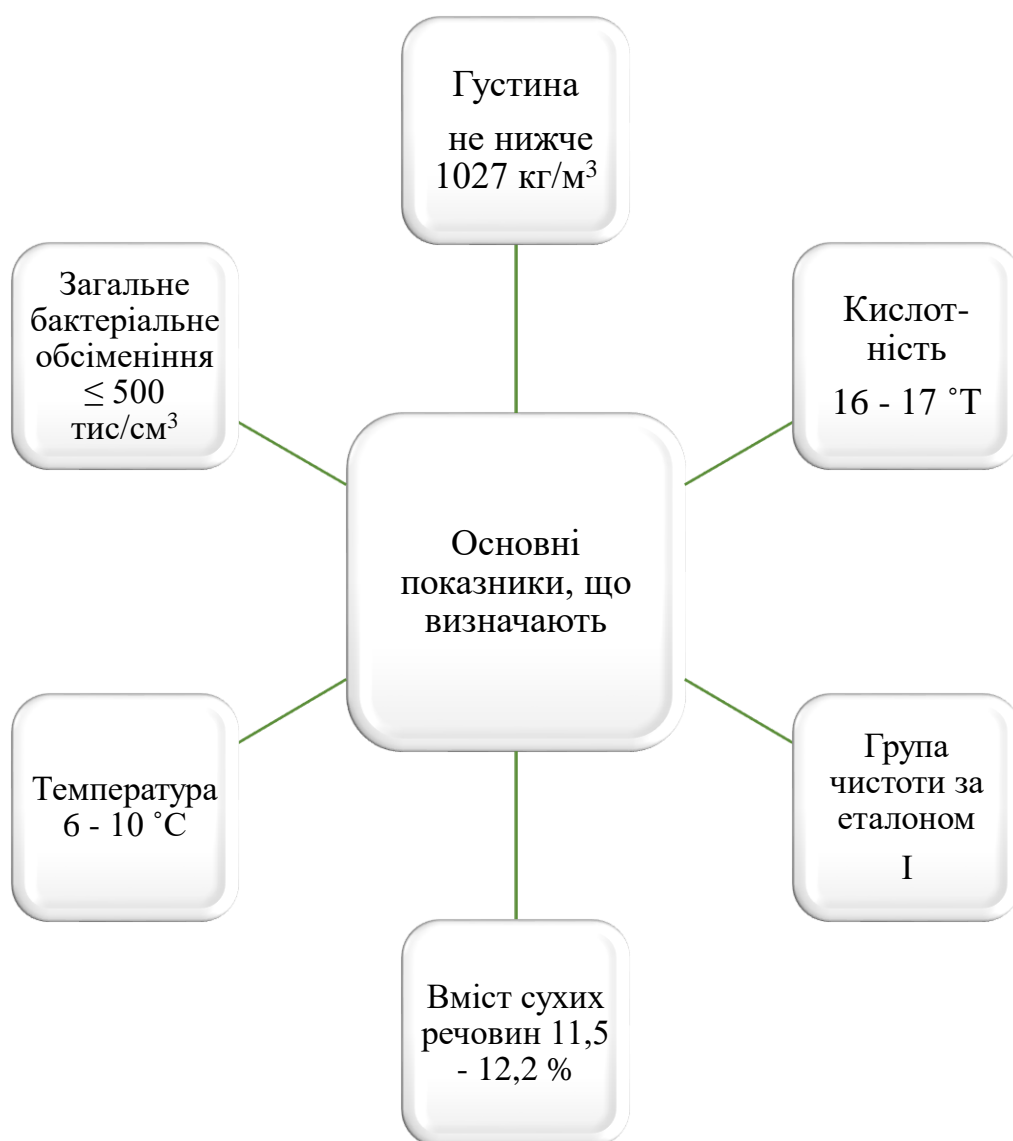 Густина
не нижче
1027 кг/м³
Загальне
бактеріальне
обсіменіння
≤ 500
тис/см³
Кислот-
ність
16 - 17 ˚Т
Основні
показники, що
визначають
Температура
6 - 10 ˚С
Група
чистоти за
еталоном
І
Вміст сухих
речовин 11,5
- 12,2 %